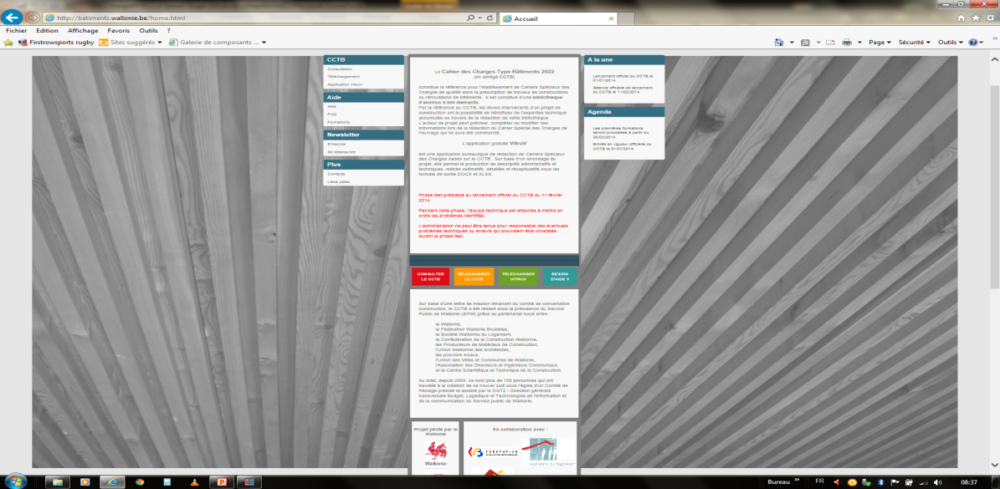 http://batiments.wallonie.be/home.html
Accueil
Fichier Edition Affichage Favoris Outils ?
Firstrowsports rugby Sites suggérés Galerie de composants ...
Page Sécurité Outils
CCTB
Consultation
Téléchargement
Application VitruV
Aide
Aide
FAQ
Formations
Newsletter
S'inscrire
Se désinscrire
Plus
Contacts
Liens utiles
Le Cahier des Charges Type-Bâtiments 2022
(en abrégé CCTB)
constitue la référence pour l'établissement de Cahiers Spéciaux des
Charges de qualité dans la prescription de travaux de constructions
ou rénovations de bâtiments. Il est constitué d'une bibliothèque
d'environ 5.500 éléments.
Par la référence au CCTB, les divers intervenants d'un projet de
construction ont la possibilité de bénéficier de l'expertise technique
accumulée au travers de la rédaction de cette bibliothèque.
L'auteur de projet peut préciser, compléter ou modifier ces
informations lors de la rédaction du Cahier Spécial des Charges de
l'ouvrage qui lui aura été commandé.
L'application gratuite VitruV
est une application bureautique de rédaction de Cahiers Spéciaux
des Charges basés sur le CCTB. Sur base d'un encodage du
projet, elle permet la production de descriptifs administratifs et
techniques, métrés estimatifs, détaillés et récapitulatifs sous les
formats de sortie DOCX et XLSX.
Phase test préalable au lancement officiel du CCTB du 11 février
2014.
Pendant cette phase, l'équipe technique est attachée à mettre en
ordre les problèmes identifiés.
L'administration ne peut être tenue pour responsable des éventuels
problèmes techniques ou erreurs qui pourraient être constatés
durant la phase test.
CONSULTER
LE CCTB
TÉLÉCHARGER
LE CCTB
TÉLÉCHARGER
VITRUV
BESOIN
D'AIDE ?
Sur base d'une lettre de mission émanant du comité de concertation
construction, le CCTB a été réalisé sous la présidence du Service
Public de Wallonie (SPW) grâce au partenariat noué entre :
la Wallonie,
la Fédération Wallonie Bruxelles,
la Société Wallonne du Logement,
la Confédération de la Construction Wallonne,
les Producteurs de Matériaux de Construction,
l'Union Wallonne des Architectes,
les pouvoirs locaux,
l'Union des Villes et Communes de Wallonie,
l'Association des Directeurs et Ingénieurs Communaux,
et le Centre Scientifique et Technique de la Construction.
Au total, depuis 2009, ce sont plus de 150 personnes qui ont
travaillé à la création de ce nouvel outil sous l'égide d'un Comité de
Pilotage présidé et assisté par la DGT2 - Direction générale
transversale Budget, Logistique et Technologies de l'Information et
de la communication du Service public de Wallonie.
Projet piloté par la
Wallonie
Wallonie
En collaboration avec :
FEDERATION
wallonne du logement
A la une
Lancement officiel du CCTB le
01/01/2014.
Séance officielle de lancement
du CCTB le 11/02/2014
Agenda
Les premières formations
seront proposées à partir du
26/02/2014.
Entrée en vigueur officielle du
CCTB le 01/07/2014.
Bureau FR 08:37